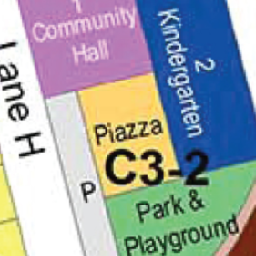 1
Community
Hall
2
Kindergarten
Lane H
Piazza
C3-2
P
Park &
Playground